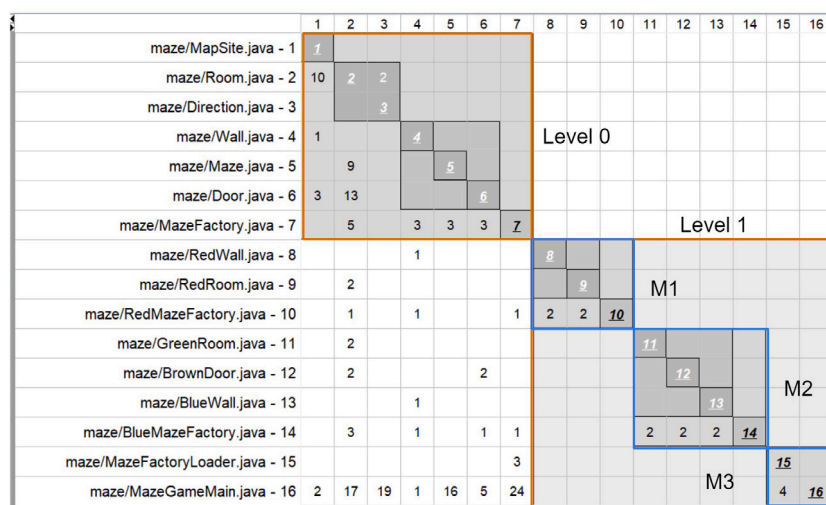 1 2 3 4 5 6 7 8 9 10 11 12 13 14 15 16
maze/MapSite.java - 1 1
maze/Room.java - 2 10 2 2
maze/Direction.java - 3 3
maze/Wall.java - 4 1 4 Level 0
maze/Maze.java - 5 9 5
maze/Door.java - 6 3 13 6
maze/MazeFactory.java - 7 5 3 3 3 7 Level 1
maze/RedWall.java - 8 1 8
maze/RedRoom.java - 9 2 9 M1
maze/RedMazeFactory.java - 10 1 1 1 2 2 10
maze/GreenRoom.java - 11 2 11
maze/BrownDoor.java - 12 2 2 12 M2
maze/BlueWall.java - 13 1 13
maze/BlueMazeFactory.java - 14 3 1 1 1 2 2 2 14
maze/MazeFactoryLoader.java - 15 3 M3 15
maze/MazeGameMain.java - 16 2 17 19 1 16 5 24 4 16